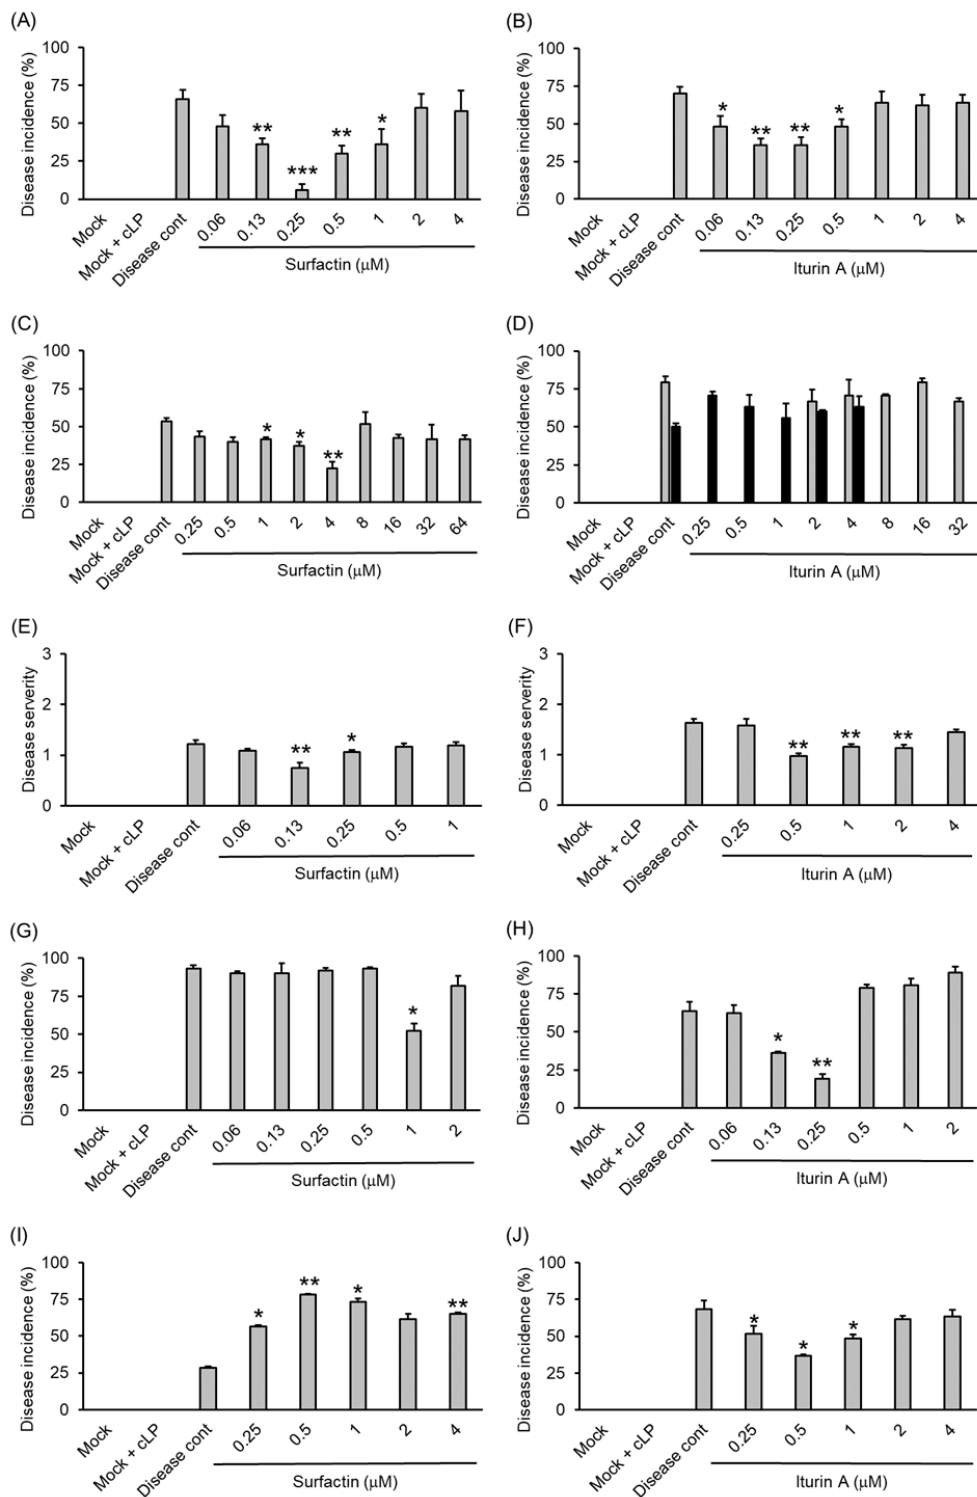 (A)
Disease incidence (%)
100
75
50
25
0
** *** ** *
Mock Mock + cLP Disease cont 0.06 0.13 0.25 0.5 1 2 4
Surfactin (μM)
(B)
Disease incidence (%)
100
75
50
25
0
* ** ** *
Mock Mock + cLP Disease cont 0.06 0.13 0.25 0.5 1 2 4
Iturin A (μM)
(C)
Disease incidence (%)
100
75
50
25
0
* * **
Mock Mock + cLP Disease cont 0.25 0.5 1 2 4 8 16 32 64
Surfactin (μM)
(D)
Disease incidence (%)
100
75
50
25
0
Mock Mock + cLP Disease cont 0.25 0.5 1 2 4 8 16 32
Iturin A (μM)
(E)
Disease serverity
3
2
1
0
** *
Mock Mock + cLP Disease cont 0.06 0.13 0.25 0.5 1
Surfactin (μM)
(F)
Disease serverity
3
2
1
0
** ** **
Mock Mock + cLP Disease cont 0.25 0.5 1 2 4
Iturin A (μM)
(G)
Disease incidence (%)
100
75
50
25
0
*
Mock Mock + cLP Disease cont 0.06 0.13 0.25 0.5 1 2
Surfactin (μM)
(H)
Disease incidence (%)
100
75
50
25
0
* **
Mock Mock + cLP Disease cont 0.06 0.13 0.25 0.5 1 2
Iturin A (μM)
(I)
Disease incidence (%)
100
75
50
25
0
* ** * **
Mock Mock + cLP Disease cont 0.25 0.5 1 2 4
Surfactin (μM)
(J)
Disease incidence (%)
100
75
50
25
0
* * *
Mock Mock + cLP Disease cont 0.25 0.5 1 2 4
Iturin A (μM)